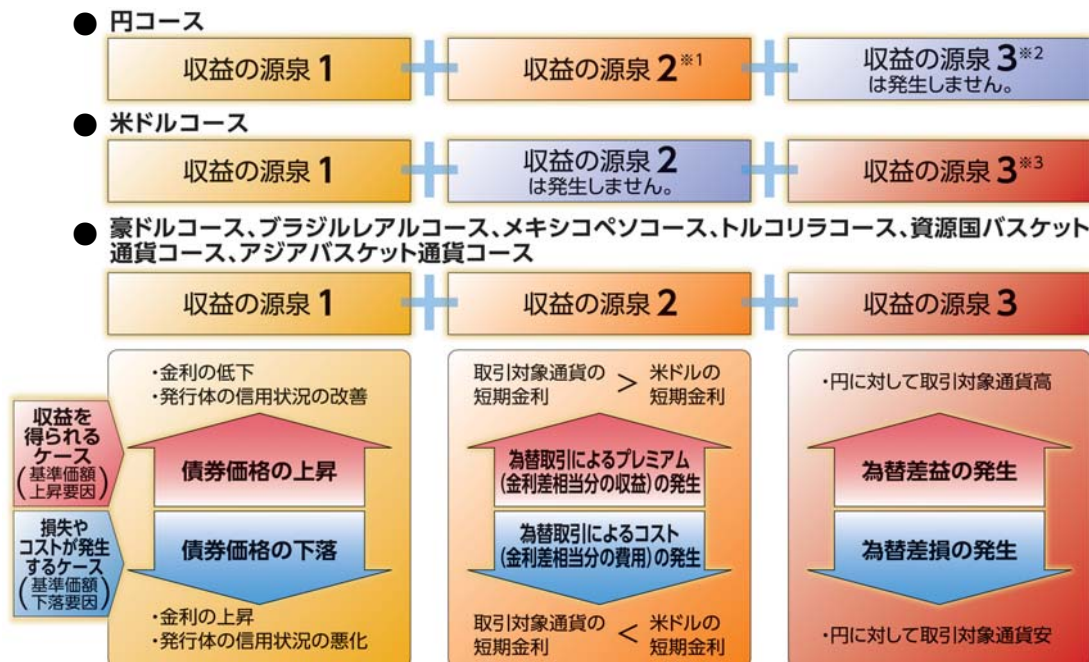 ● 円コース
収益の源泉 1 + 収益の源泉 2※1 + 収益の源泉 3※2
は発生しません。
● 米ドルコース
収益の源泉 1 + 収益の源泉 2 + 収益の源泉 3※3
は発生しません。
● 豪ドルコース、ブラジルレアルコース、メキシコペソコース、トルコリラコース、資源国バスケット
通貨コース、アジアバスケット通貨コース
収益の源泉 1 + 収益の源泉 2 + 収益の源泉 3
収益を
得られる
ケース
(基準価額
上昇要因)
損失や
コストが発生
するケース
(基準価額
下落要因)
・金利の低下
・発行体の信用状況の改善
債券価格の上昇
債券価格の下落
・金利の上昇
・発行体の信用状況の悪化
取引対象通貨の 短期金利 > 米ドルの 短期金利
為替取引によるプレミアム
(金利差相当分の収益)の発生
為替取引によるコスト
(金利差相当分の費用)の発生
取引対象通貨の 短期金利 < 米ドルの 短期金利
・円に対して取引対象通貨高
為替差益の発生
為替差損の発生
・円に対して取引対象通貨安